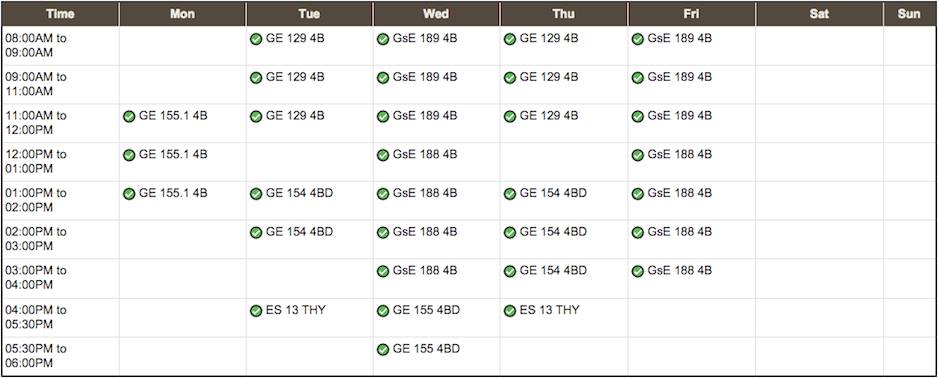 Time Mon Tue Wed Thu Fri Sat Sun
08:00AM to GE 129 4B GsE 189 4B GE 129 4B GsE 189 4B
09:00AM
09:00AM to GE 129 4B GsE 189 4B GE 129 4B GsE 189 4B
11:00AM
11:00AM to GE 155.1 4B GE 129 4B GsE 189 4B GE 129 4B GsE 189 4B
12:00PM
12:00PM to GE 155.1 4B GsE 188 4B GsE 188 4B
01:00PM
01:00PM to GE 155.1 4B GE 154 4BD GsE 188 4B GE 154 4BD GsE 188 4B
02:00PM
02:00PM to GE 154 4BD GsE 188 4B GE 154 4BD GsE 188 4B
03:00PM
03:00PM to GsE 188 4B GE 154 4BD GsE 188 4B
04:00PM
04:00PM to ES 13 THY GE 155 4BD ES 13 THY
05:30PM
05:30PM to GE 155 4BD
06:00PM